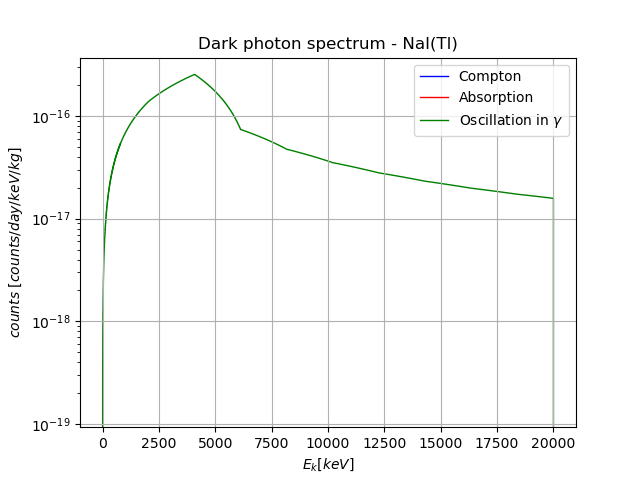 Dark photon spectrum - NaI(Tl)
Compton
Absorption
Oscillation in γ
counts [counts/day/keV/kg]
10⁻¹⁶
10⁻¹⁷
10⁻¹⁸
10⁻¹⁹
0 2500 5000 7500 10000 12500 15000 17500 20000
Eₖ[keV]